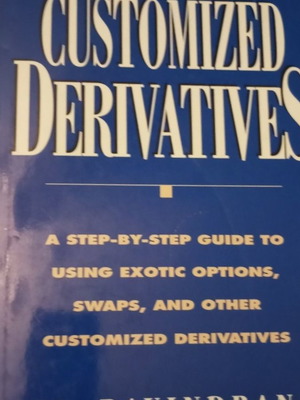 CUSTOMIZED
DERIVATIVES
A STEP-BY-STEP GUIDE TO
USING EXOTIC OPTIONS,
SWAPS, AND OTHER
CUSTOMIZED DERIVATIVES